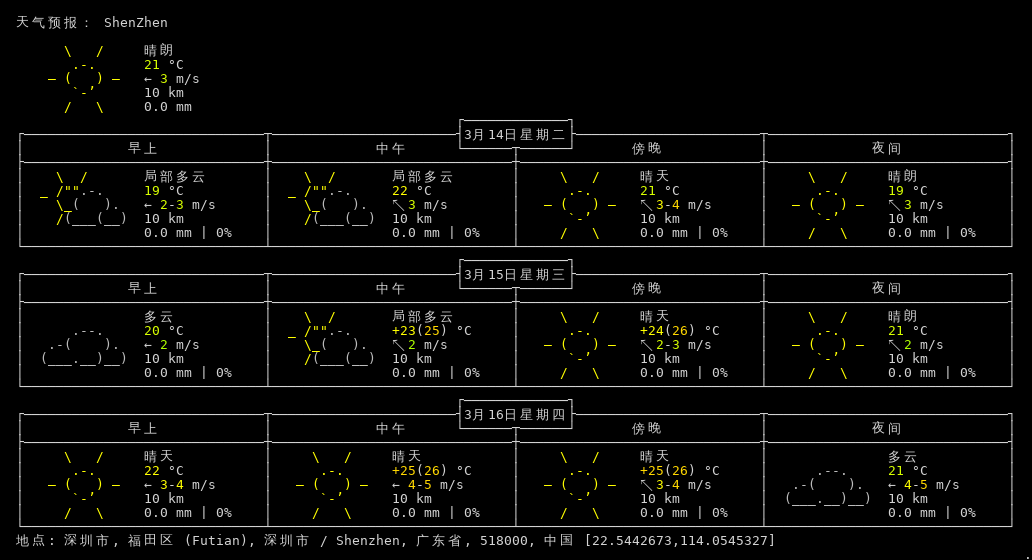 天气预报: ShenZhen
晴朗
21 °C
← 3 m/s
10 km
0.0 mm
3月14日星期二
早上 中午 傍晚 夜间
局部多云 局部多云 晴天 晴朗
19 °C 22 °C 21 °C 19 °C
← 2-3 m/s ↖ 3 m/s ↖ 3-4 m/s ↖ 3 m/s
10 km 10 km 10 km 10 km
0.0 mm | 0% 0.0 mm | 0% 0.0 mm | 0% 0.0 mm | 0%
3月15日星期三
早上 中午 傍晚 夜间
多云 局部多云 晴天 晴朗
20 °C +23(25) °C +24(26) °C 21 °C
← 2 m/s ↖ 2 m/s ↖ 2-3 m/s ↖ 2 m/s
10 km 10 km 10 km 10 km
0.0 mm | 0% 0.0 mm | 0% 0.0 mm | 0% 0.0 mm | 0%
3月16日星期四
早上 中午 傍晚 夜间
晴天 晴天 晴天 多云
22 °C +25(26) °C +25(26) °C 21 °C
← 3-4 m/s ← 4-5 m/s ↖ 3-4 m/s ← 4-5 m/s
10 km 10 km 10 km 10 km
0.0 mm | 0% 0.0 mm | 0% 0.0 mm | 0% 0.0 mm | 0%
地点: 深圳市, 福田区 (Futian), 深圳市 / Shenzhen, 广东省, 518000, 中国 [22.5442673,114.0545327]